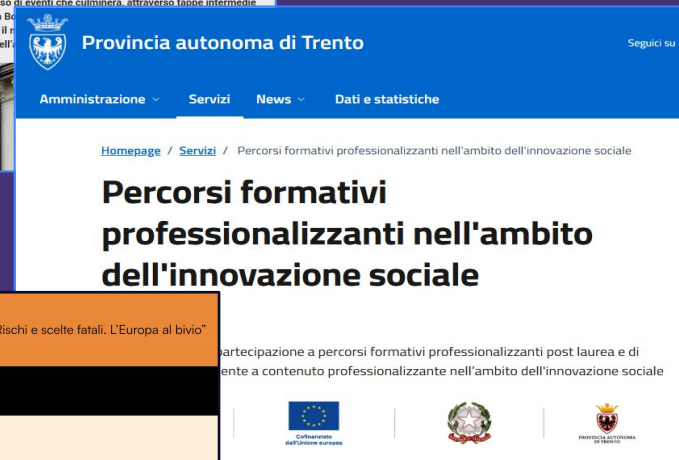 so di eventi che culminerà, attraverso tappe intermedie
Provincia autonoma di Trento
Seguici su
Amministrazione
Servizi
News
Dati e statistiche
Homepage / Servizi / Percorsi formativi professionalizzanti nell'ambito dell'innovazione sociale
Percorsi formativi
professionalizzanti nell'ambito
dell'innovazione sociale
Rischi e scelte fatali. L'Europa al bivio”
partecipazione a percorsi formativi professionalizzanti post laurea e di
ente a contenuto professionalizzante nell'ambito dell'innovazione sociale
Cofinanziato
dall'Unione europea
PROVINCIA AUTONOMA
DI TRENTO